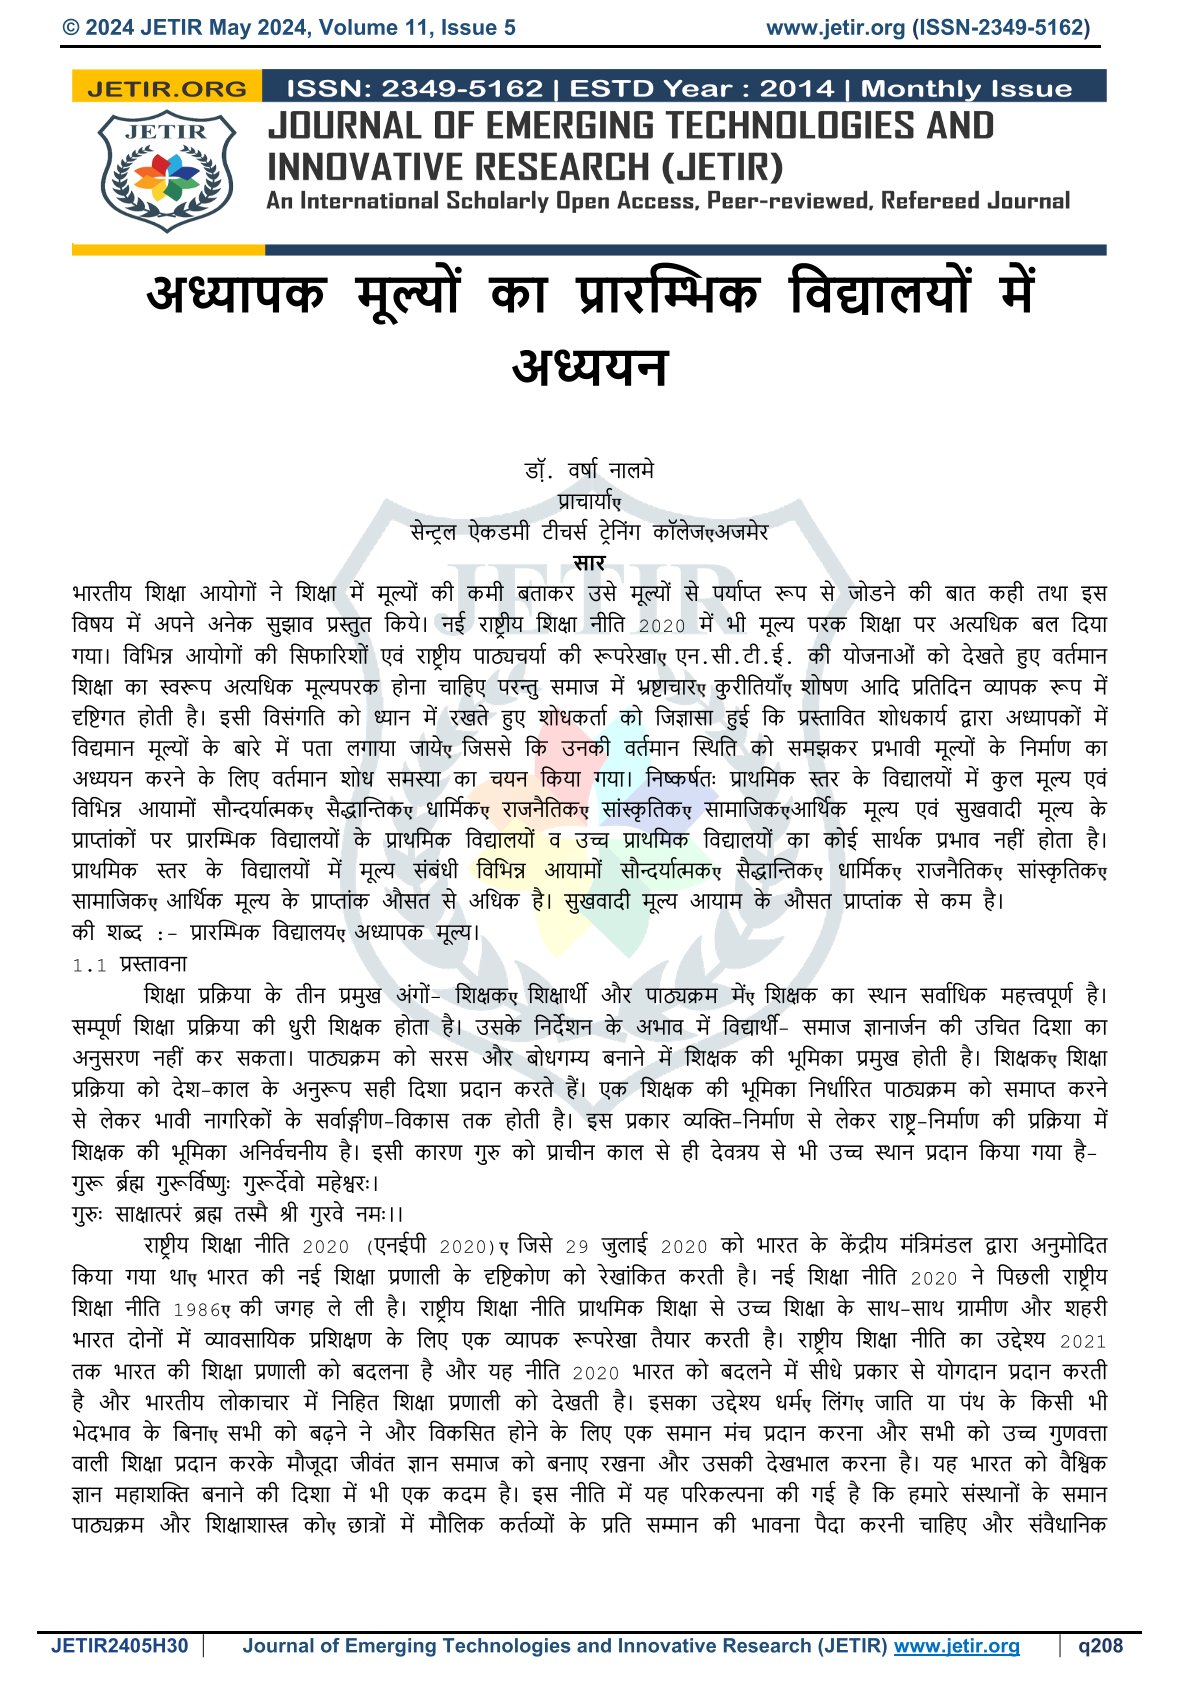 © 2024 JETIR May 2024, Volume 11, Issue 5 www.jetir.org (ISSN-2349-5162)
JETIR.ORG ISSN: 2349-5162 | ESTD Year : 2014 | Monthly Issue
JETIR
JOURNAL OF EMERGING TECHNOLOGIES AND
INNOVATIVE RESEARCH (JETIR)
An International Scholarly Open Access, Peer-reviewed, Refereed Journal
अध्यापक मूल्यों का प्रारम्भिक विद्यालयों में
अध्ययन
डाॅ. वर्षा नालमे
प्राचार्याए
सेन्ट्रल ऐकडमी टीचर्स ट्रेनिंग कॉलेजएअजमेर
सार
भारतीय शिक्षा आयोगों ने शिक्षा में मूल्यों की कमी बताकर उसे मूल्यों से पर्याप्त रूप से जोडने की बात कही तथा इस
विषय में अपने अनेक सुझाव प्रस्तुत किये। नई राष्ट्रीय शिक्षा नीति 2020 में भी मूल्य परक शिक्षा पर अत्यधिक बल दिया
गया। विभिन्न आयोगों की सिफारिशों एवं राष्ट्रीय पाठ्यचर्या की रूपरेखाए एन.सी.टी.ई. की योजनाओं को देखते हुए वर्तमान
शिक्षा का स्वरूप अत्यधिक मूल्यपरक होना चाहिए परन्तु समाज में भ्रष्टाचारए कुरीतियाँए शोषण आदि प्रतिदिन व्यापक रूप में
दृष्टिगत होती है। इसी विसंगति को ध्यान में रखते हुए शोधकर्ता को जिज्ञासा हुई कि प्रस्तावित शोधकार्य द्वारा अध्यापकों में
विद्यमान मूल्यों के बारे में पता लगाया जायेए जिससे कि उनकी वर्तमान स्थिति को समझकर प्रभावी मूल्यों के निर्माण का
अध्ययन करने के लिए वर्तमान शोध समस्या का चयन किया गया। निष्कर्षतः प्राथमिक स्तर के विद्यालयों में कुल मूल्य एवं
विभिन्न आयामों सौन्दर्यात्मकए सैद्धान्तिकए धार्मिकए राजनैतिकए सांस्कृतिकए सामाजिकएआर्थिक मूल्य एवं सुखवादी मूल्य के
प्राप्तांकों पर प्रारम्भिक विद्यालयों के प्राथमिक विद्यालयों व उच्च प्राथमिक विद्यालयों का कोई सार्थक प्रभाव नहीं होता है।
प्राथमिक स्तर के विद्यालयों में मूल्य संबंधी विभिन्न आयामों सौन्दर्यात्मकए सैद्धान्तिकए धार्मिकए राजनैतिकए सांस्कृतिकए
सामाजिकए आर्थिक मूल्य के प्राप्तांक औसत से अधिक है। सुखवादी मूल्य आयाम के औसत प्राप्तांक से कम है।
की शब्द :- प्रारम्भिक विद्यालयए अध्यापक मूल्य।
1.1 प्रस्तावना
शिक्षा प्रक्रिया के तीन प्रमुख अंगों- शिक्षकए शिक्षार्थी और पाठ्यक्रम मेंए शिक्षक का स्थान सर्वाधिक महत्त्वपूर्ण है।
सम्पूर्ण शिक्षा प्रक्रिया की धुरी शिक्षक होता है। उसके निर्देशन के अभाव में विद्यार्थी- समाज ज्ञानार्जन की उचित दिशा का
अनुसरण नहीं कर सकता। पाठ्यक्रम को सरस और बोधगम्य बनाने में शिक्षक की भूमिका प्रमुख होती है। शिक्षकए शिक्षा
प्रक्रिया को देश-काल के अनुरूप सही दिशा प्रदान करते हैं। एक शिक्षक की भूमिका निर्धारित पाठ्यक्रम को समाप्त करने
से लेकर भावी नागरिकों के सर्वाङ्गीण-विकास तक होती है। इस प्रकार व्यक्ति-निर्माण से लेकर राष्ट्र-निर्माण की प्रक्रिया में
शिक्षक की भूमिका अनिर्वचनीय है। इसी कारण गुरु को प्राचीन काल से ही देवत्रय से भी उच्च स्थान प्रदान किया गया है-
गुरू र्ब्रह्म गुरूर्विष्णुः गुरूर्देवो महेश्वरः।
गुरुः साक्षात्परं ब्रह्म तस्मै श्री गुरवे नमः।।
राष्ट्रीय शिक्षा नीति 2020 (एनईपी 2020)ए जिसे 29 जुलाई 2020 को भारत के केंद्रीय मंत्रिमंडल द्वारा अनुमोदित
किया गया थाए भारत की नई शिक्षा प्रणाली के दृष्टिकोण को रेखांकित करती है। नई शिक्षा नीति 2020 ने पिछली राष्ट्रीय
शिक्षा नीति 1986ए की जगह ले ली है। राष्ट्रीय शिक्षा नीति प्राथमिक शिक्षा से उच्च शिक्षा के साथ-साथ ग्रामीण और शहरी
भारत दोनों में व्यावसायिक प्रशिक्षण के लिए एक व्यापक रूपरेखा तैयार करती है। राष्ट्रीय शिक्षा नीति का उद्देश्य 2021
तक भारत की शिक्षा प्रणाली को बदलना है और यह नीति 2020 भारत को बदलने में सीधे प्रकार से योगदान प्रदान करती
है और भारतीय लोकाचार में निहित शिक्षा प्रणाली को देखती है। इसका उद्देश्य धर्मए लिंगए जाति या पंथ के किसी भी
भेदभाव के बिनाए सभी को बढ़ने ने और विकसित होने के लिए एक समान मंच प्रदान करना और सभी को उच्च गुणवत्ता
वाली शिक्षा प्रदान करके मौजूदा जीवंत ज्ञान समाज को बनाए रखना और उसकी देखभाल करना है। यह भारत को वैश्विक
ज्ञान महाशक्ति बनाने की दिशा में भी एक कदम है। इस नीति में यह परिकल्पना की गई है कि हमारे संस्थानों के समान
पाठ्यक्रम और शिक्षाशास्त्र कोए छात्रों में मौलिक कर्तव्यों के प्रति सम्मान की भावना पैदा करनी चाहिए और संवैधानिक
JETIR2405H30 | Journal of Emerging Technologies and Innovative Research (JETIR) www.jetir.org | q208